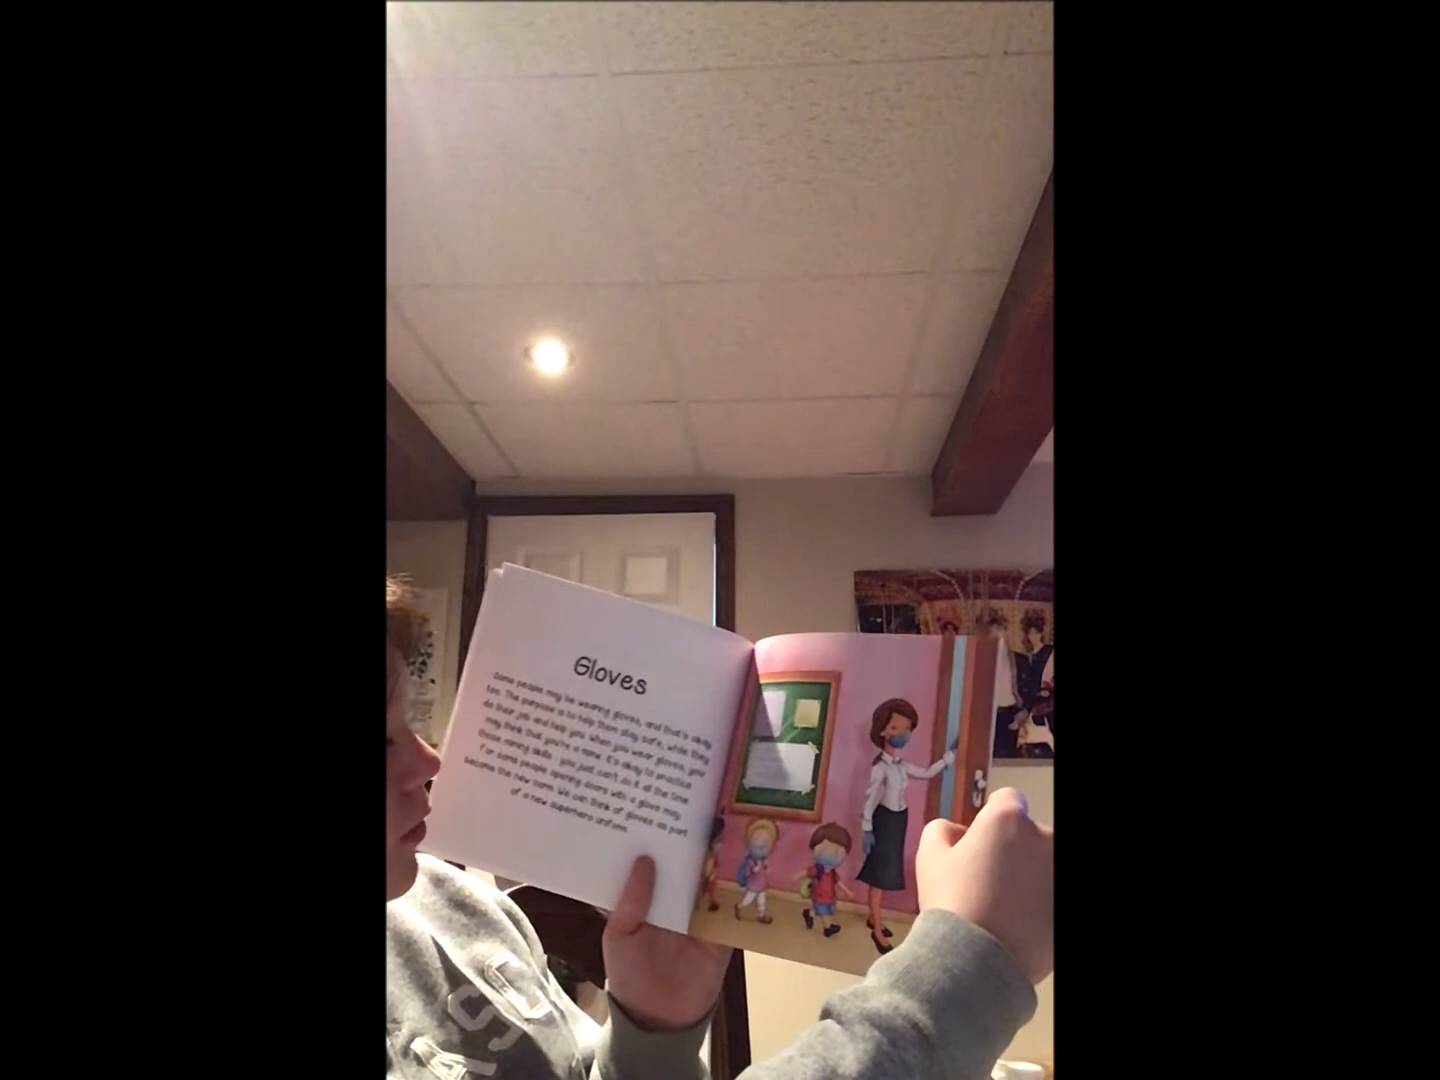 Gloves
Some people may be wearing gloves, and that's okay
too. The purpose is to help them stay safe, while they
do their job and help you. When you wear gloves, you
may think that you're a mime. It's okay to practice
those miming skills - you just can't do it all the time.
For some people opening doors with a glove may
become the new norm. We can think of gloves as part
of a new superhero uniform.